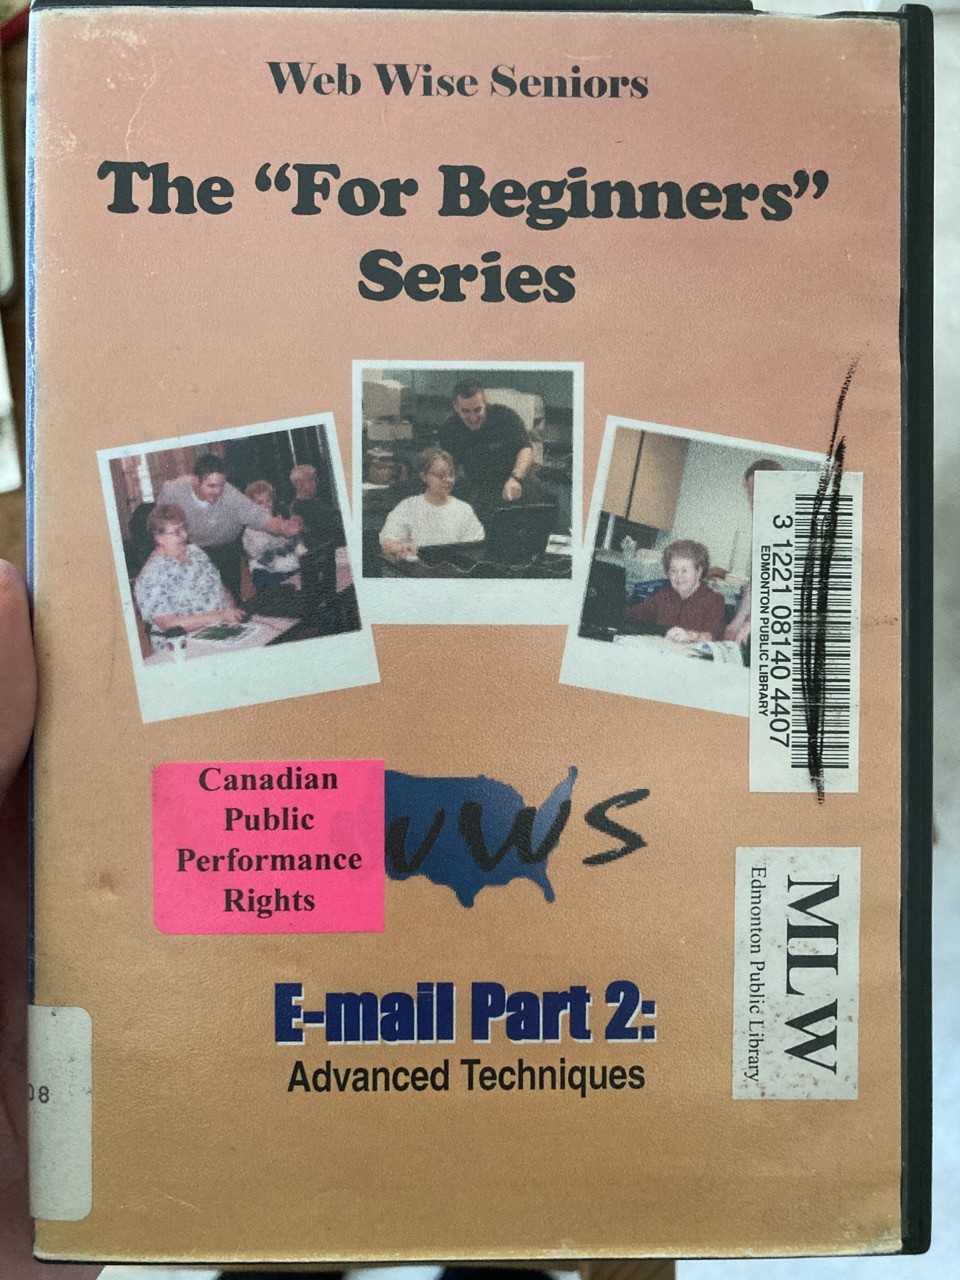 Web Wise Seniors
The “For Beginners”
Series
3 1221 08140 4407
EDMONTON PUBLIC LIBRARY
Canadian
Public
Performance
Rights
wws
MLW
Edmonton Public Library
E-mail Part 2:
Advanced Techniques
08